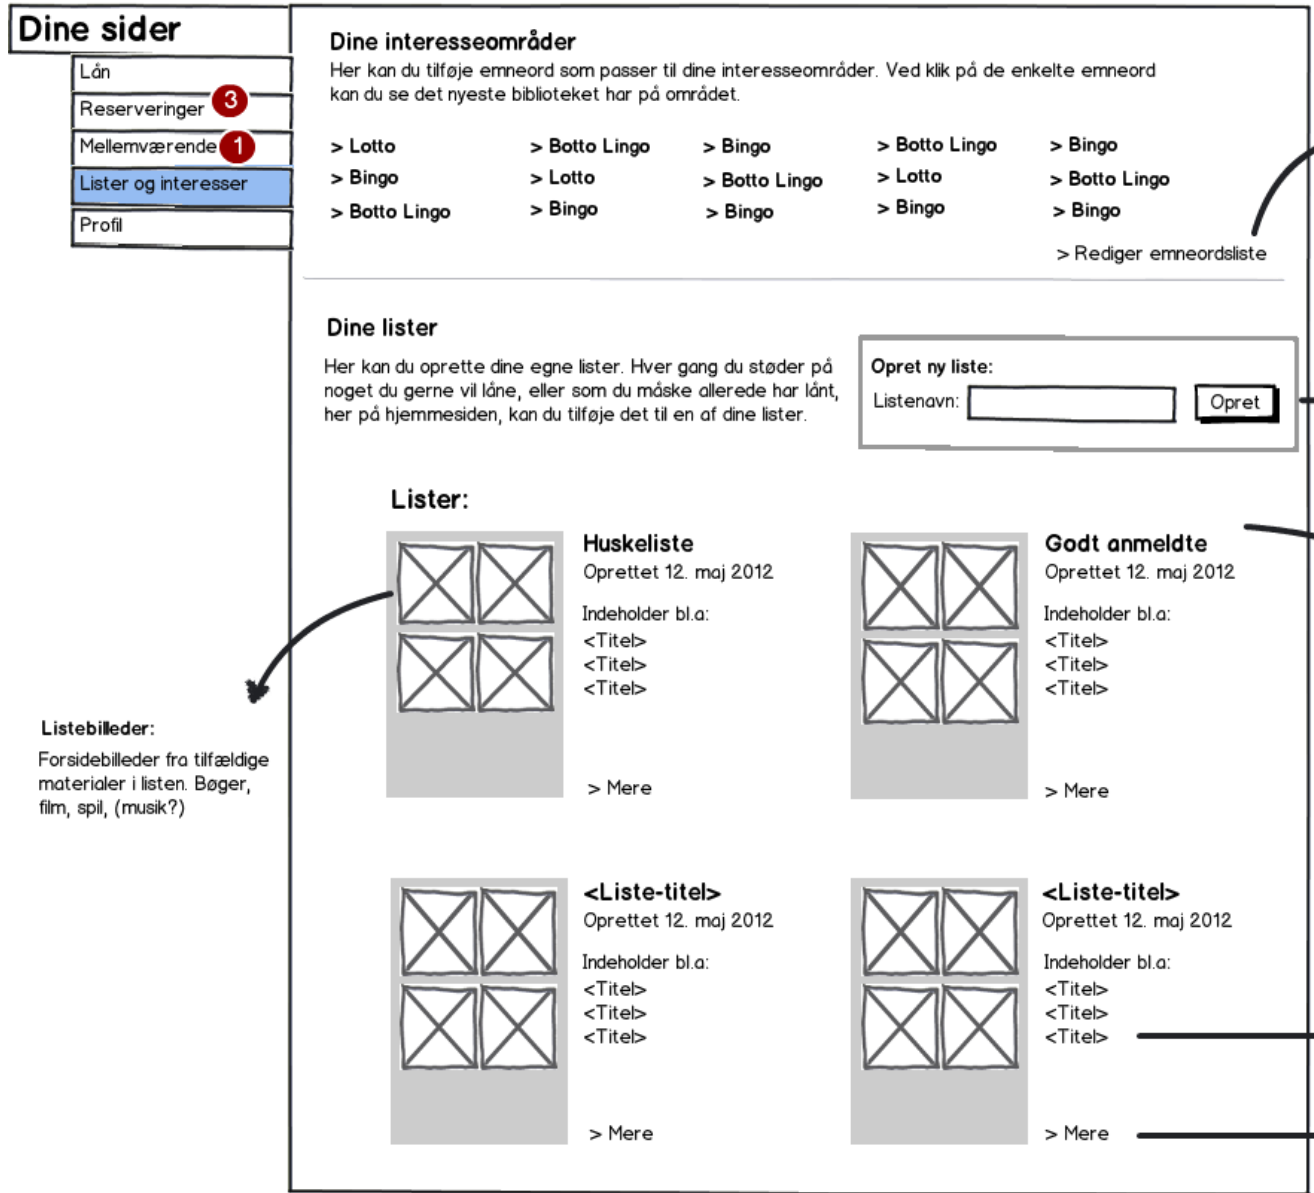 Dine sider
Lån
Reserveringer 3
Mellemværende 1
Lister og interesser
Profil
Dine interesseområder
Her kan du tilføje emneord som passer til dine interesseområder. Ved klik på de enkelte emneord
kan du se det nyeste biblioteket har på området.
> Lotto > Botto Lingo > Bingo > Botto Lingo > Bingo
> Bingo > Lotto > Botto Lingo > Lotto > Botto Lingo
> Botto Lingo > Bingo > Bingo > Bingo > Bingo
> Rediger emneordsliste
Dine lister
Her kan du oprette dine egne lister. Hver gang du støder på
noget du gerne vil låne, eller som du måske allerede har lånt,
her på hjemmesiden, kan du tilføje det til en af dine lister.
Opret ny liste:
Listenavn: Opret
Lister:
Huskeliste
Oprettet 12. maj 2012
Indeholder bl.a:
<Titel>
<Titel>
<Titel>
> Mere
Godt anmeldte
Oprettet 12. maj 2012
Indeholder bl.a:
<Titel>
<Titel>
<Titel>
> Mere
Listebilleder:
Forsidebilleder fra tilfældige
materialer i listen. Bøger,
film, spil, (musik?)
<Liste-titel>
Oprettet 12. maj 2012
Indeholder bl.a:
<Titel>
<Titel>
<Titel>
> Mere
<Liste-titel>
Oprettet 12. maj 2012
Indeholder bl.a:
<Titel>
<Titel>
<Titel>
> Mere